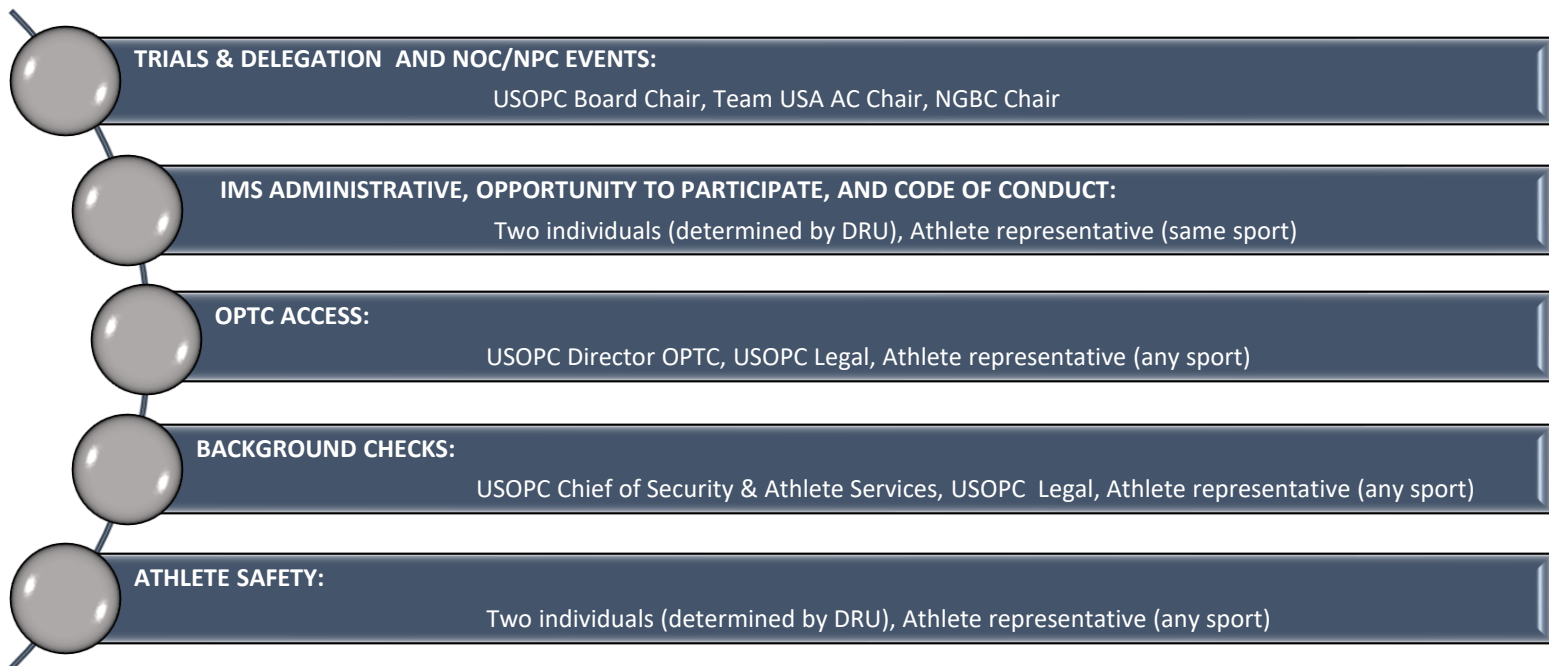 TRIALS & DELEGATION AND NOC/NPC EVENTS:
USOPC Board Chair, Team USA AC Chair, NGBC Chair
IMS ADMINISTRATIVE, OPPORTUNITY TO PARTICIPATE, AND CODE OF CONDUCT:
Two individuals (determined by DRU), Athlete representative (same sport)
OPTC ACCESS:
USOPC Director OPTC, USOPC Legal, Athlete representative (any sport)
BACKGROUND CHECKS:
USOPC Chief of Security & Athlete Services, USOPC Legal, Athlete representative (any sport)
ATHLETE SAFETY:
Two individuals (determined by DRU), Athlete representative (any sport)